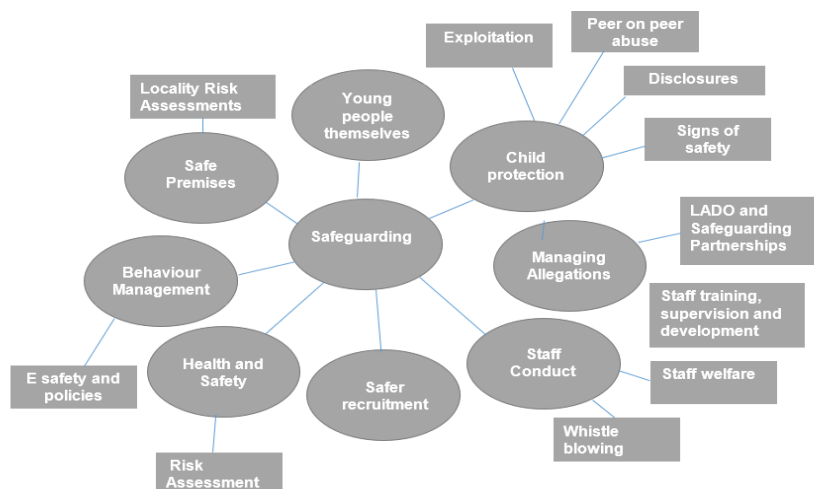 Exploitation
Peer on peer
abuse
Disclosures
Signs of
safety
Locality Risk
Assessments
Young
people
themselves
Safe
Premises
Child
protection
Safeguarding
LADO and
Safeguarding
Partnerships
Managing
Allegations
Behaviour
Management
Staff training,
supervision and
development
Health and
Safety
Safer
recruitment
Staff
Conduct
Staff welfare
E safety and
policies
Whistle
blowing
Risk
Assessment